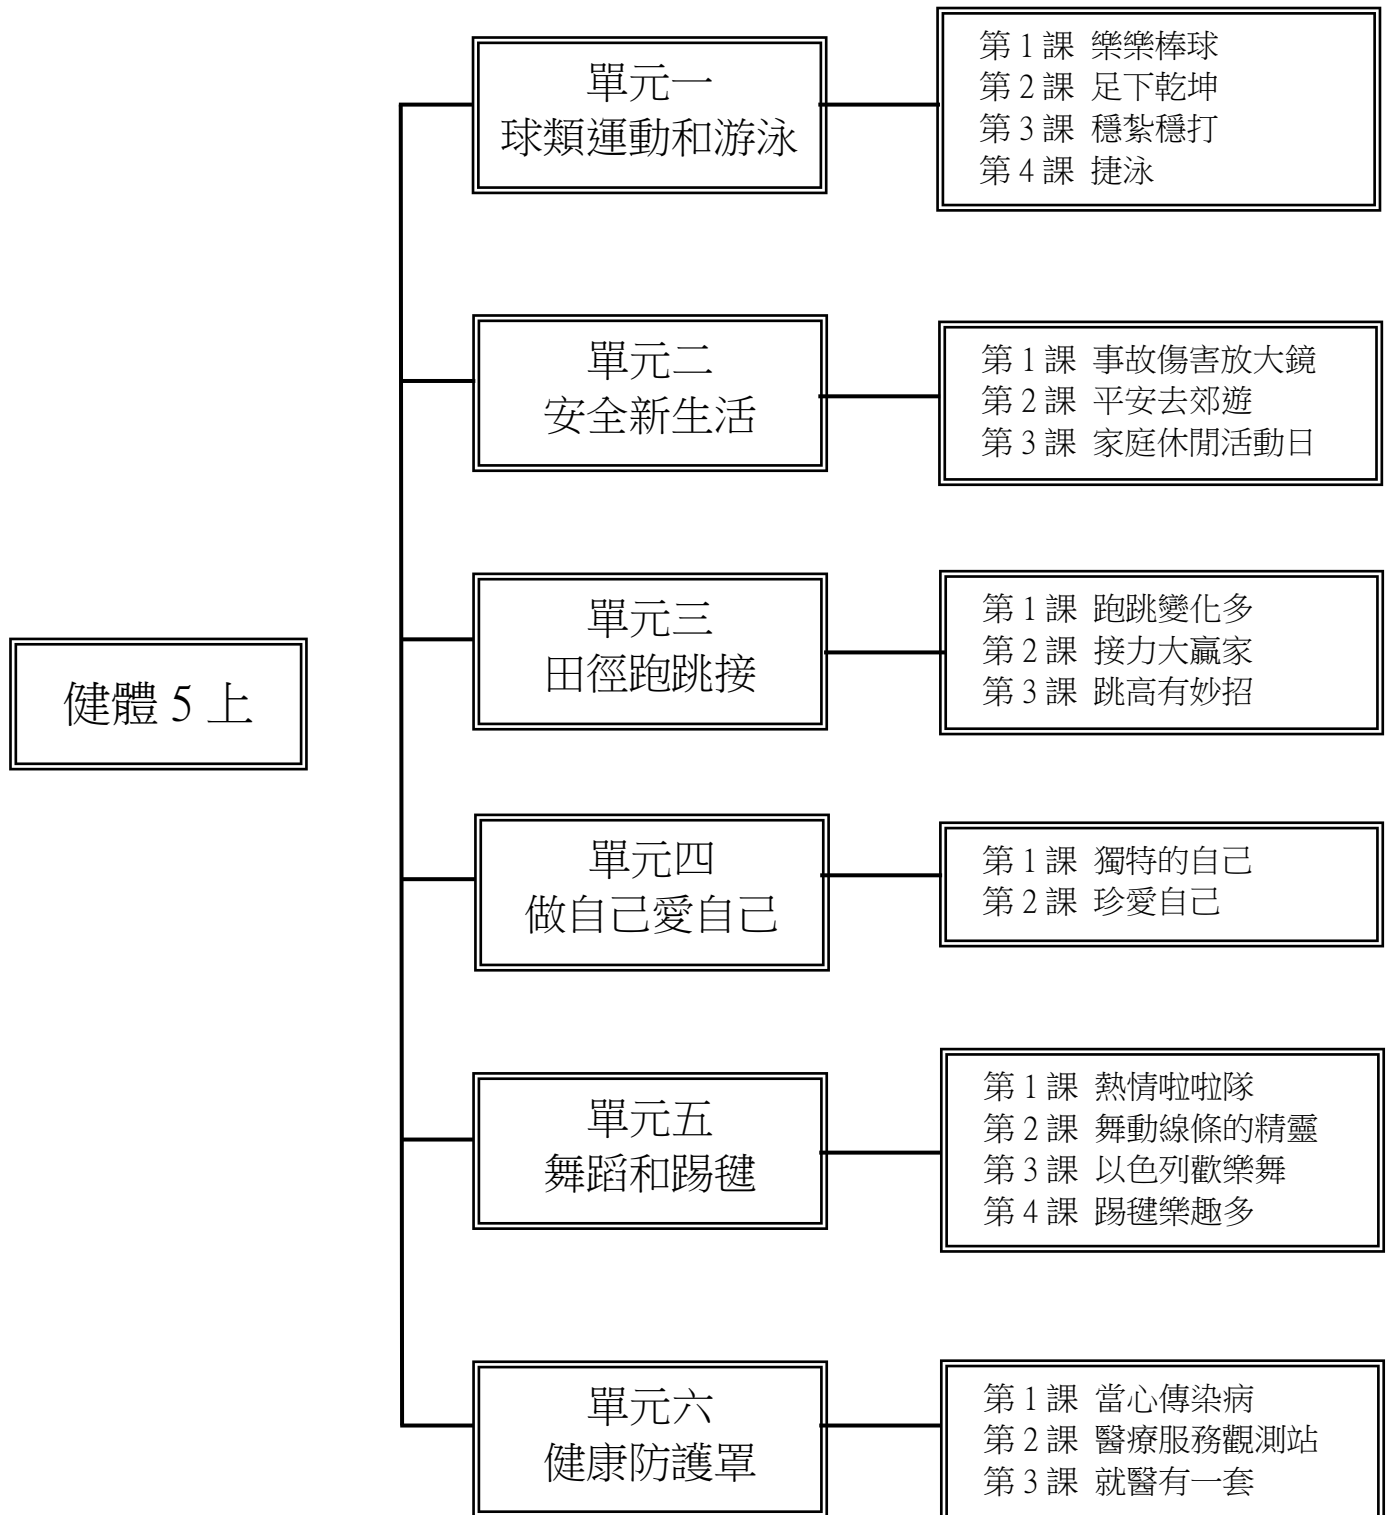 健體 5 上
單元一
球類運動和游泳
第 1 課 樂樂棒球
第 2 課 足下乾坤
第 3 課 穩紮穩打
第 4 課 捷泳
單元二
安全新生活
第 1 課 事故傷害放大鏡
第 2 課 平安去郊遊
第 3 課 家庭休閒活動日
單元三
田徑跑跳接
第 1 課 跑跳變化多
第 2 課 接力大贏家
第 3 課 跳高有妙招
單元四
做自己愛自己
第 1 課 獨特的自己
第 2 課 珍愛自己
單元五
舞蹈和踢毽
第 1 課 熱情啦啦隊
第 2 課 舞動線條的精靈
第 3 課 以色列歡樂舞
第 4 課 踢毽樂趣多
單元六
健康防護罩
第 1 課 當心傳染病
第 2 課 醫療服務觀測站
第 3 課 就醫有一套